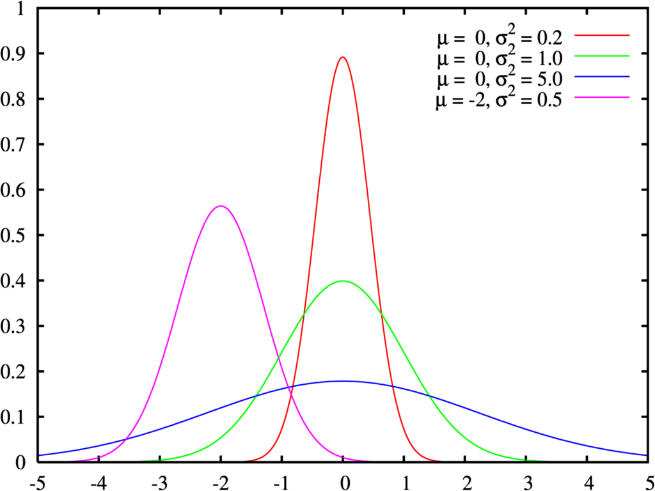 1
0.9
0.8
0.7
0.6
0.5
0.4
0.3
0.2
0.1
0
μ = 0, σ² = 0.2
μ = 0, σ² = 1.0
μ = 0, σ² = 5.0
μ = -2, σ² = 0.5
-5 -4 -3 -2 -1 0 1 2 3 4 5